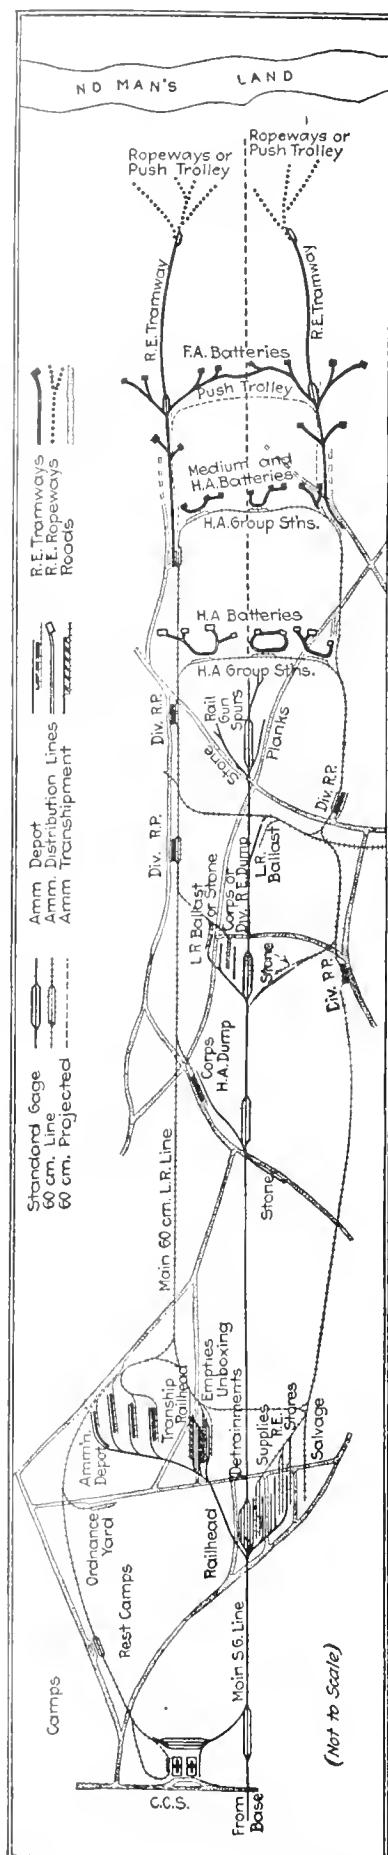 NO MAN'S LAND
Ropeways or
Push Trolley
Ropeways or
Push Trolley
R.E. Tramway
R.E. Tramway
F.A. Batteries
Push Trolley
Medium and
H.A. Batteries
H.A. Group Stns.
H.A Batteries
H.A Group Stns.
Standard Gage
60 cm. Line
60 cm. Projected
Amm Depot
Amm. Distribution Lines
Amm Transhipment
R.E. Tramways
R.E. Ropeways
Roads
Div. R.P.
Div. R.P.
Rail
Gun
Spurs
Stone
Planks
Div. R.P.
L.R. Ballast
or Stone
Corps or
Div. R.E. Dump
L.R.
Ballast
Stone
Div. R.P.
Corps
H.A. Dump
Stone
Main 60 cm. L.R. Line
Amm'n.
Depot
Tranship
Railhead
Empties
Unboxing
Ordnance
Yard
Railhead
Detrainments
Supplies
R.E.
Stores
Salvage
Rest Camps
Camps
Main S.G. Line
C.C.S.
From
Base
(Not to Scale)